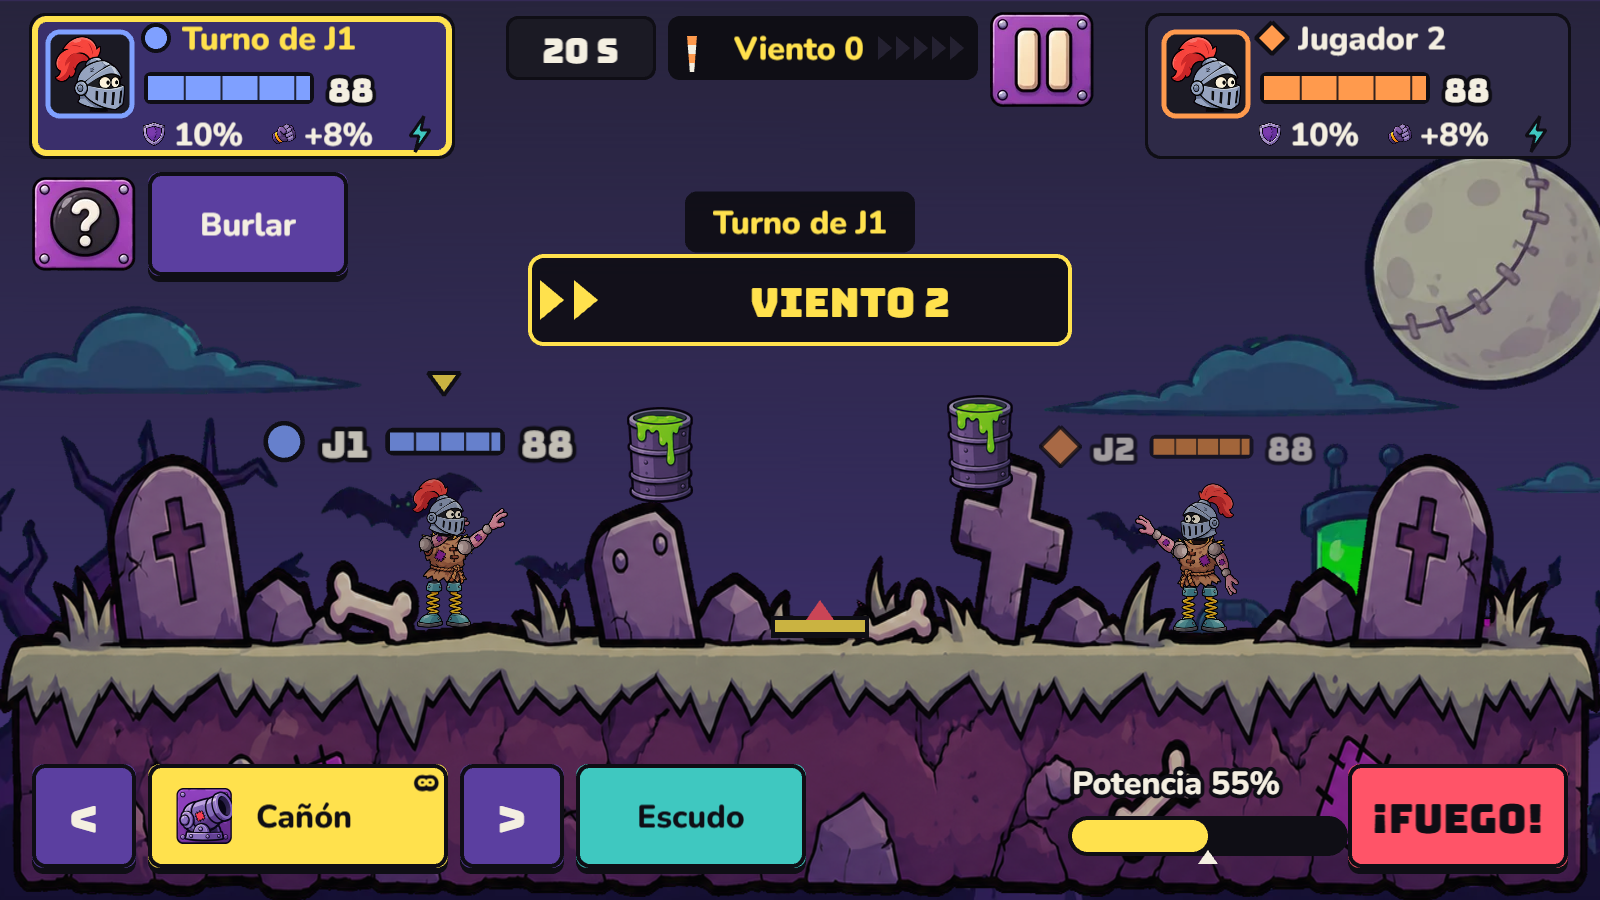 Turno de J1
88
10% +8%
20 S
Viento 0
Jugador 2
88
10% +8%
?
Burlar
Turno de J1
VIENTO 2
J1 88
J2 88
<
Cañón
∞
>
Escudo
Potencia 55%
¡FUEGO!